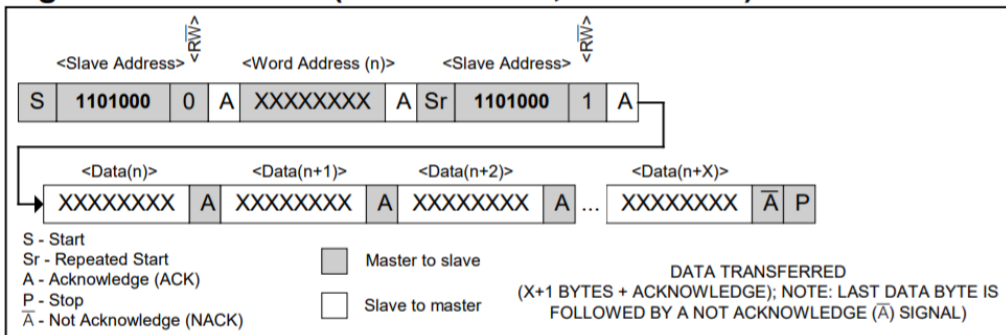 <RW̅>
<RW̅>
<Slave Address>
<Word Address (n)>
<Slave Address>
S 1101000 0 A XXXXXXXX A Sr 1101000 1 A
<Data(n)>
<Data(n+1)>
<Data(n+2)>
<Data(n+X)>
XXXXXXXX A XXXXXXXX A XXXXXXXX A ... XXXXXXXX A̅ P
S - Start
Sr - Repeated Start
A - Acknowledge (ACK)
P - Stop
A̅ - Not Acknowledge (NACK)
Master to slave
Slave to master
DATA TRANSFERRED
(X+1 BYTES + ACKNOWLEDGE); NOTE: LAST DATA BYTE IS
FOLLOWED BY A NOT ACKNOWLEDGE (A̅) SIGNAL)